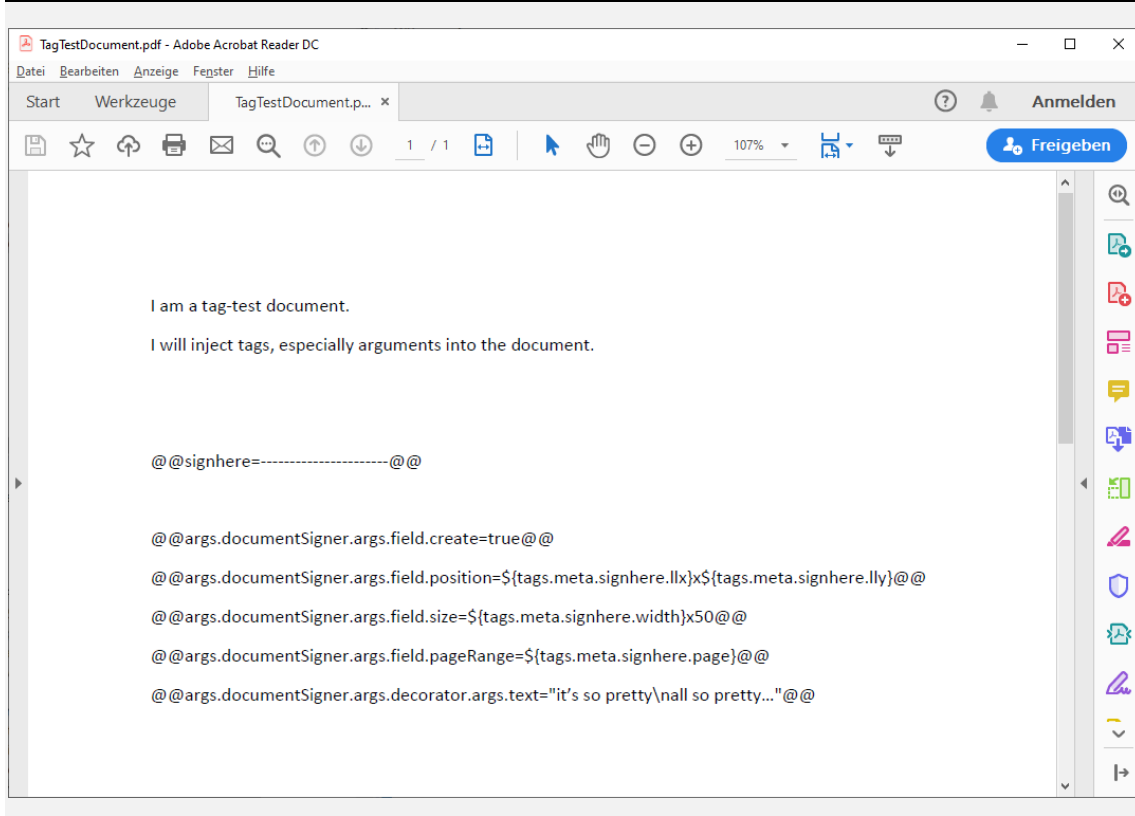 TagTestDocument.pdf - Adobe Acrobat Reader DC
Datei Bearbeiten Anzeige Fenster Hilfe
Start Werkzeuge TagTestDocument.p... × Anmelden
1 / 1 107% Freigeben
I am a tag-test document.
I will inject tags, especially arguments into the document.
@@signhere=----------------------@@
@@args.documentSigner.args.field.create=true@@
@@args.documentSigner.args.field.position=${tags.meta.signhere.llx}x${tags.meta.signhere.lly}@@
@@args.documentSigner.args.field.size=${tags.meta.signhere.width}x50@@
@@args.documentSigner.args.field.pageRange=${tags.meta.signhere.page}@@
@@args.documentSigner.args.decorator.args.text="it’s so pretty\nall so pretty..."@@